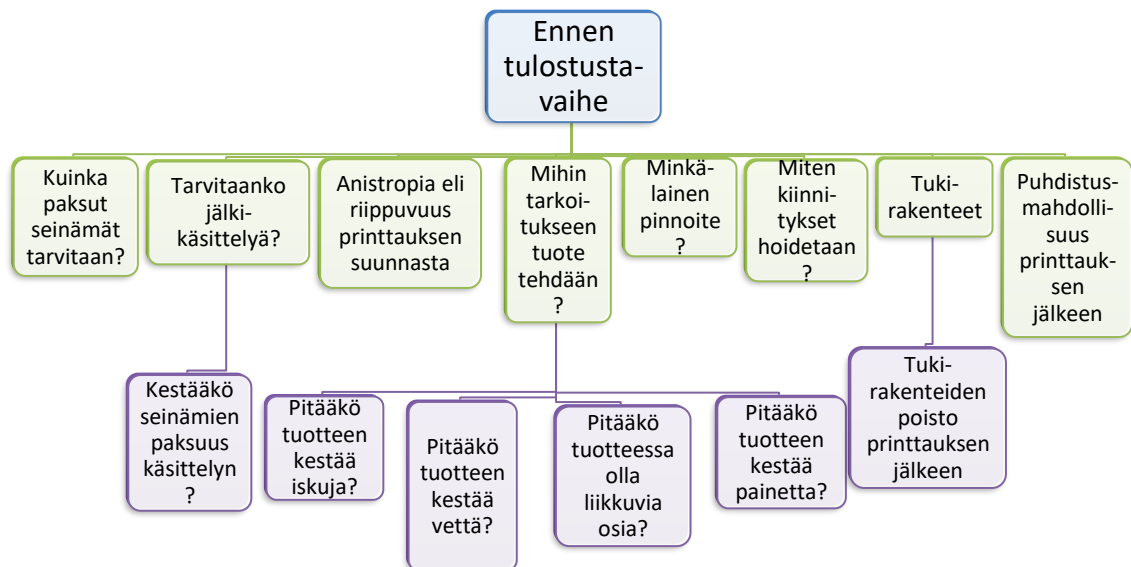 Ennen
tulostusta-
vaihe
Kuinka
paksut
seinämät
tarvitaan?
Tarvitaanko
jälki-
käsittelyä?
Anistropia eli
riippuvuus
printtauksen
suunnasta
Mihin
tarkoi-
tukseen
tuote
tehdään
?
Minkä-
lainen
pinnoite
?
Miten
kiinni-
tykset
hoidetaan
?
Tuki-
rakenteet
Puhdistus-
mahdolli-
suus
printtauk-
sen
jälkeen
Kestääkö
seinämien
paksuus
käsittelyn
?
Pitääkö
tuotteen
kestää
iskuja?
Pitääkö
tuotteen
kestää
vettä?
Pitääkö
tuotteessa
olla
liikkuvia
osia?
Pitääkö
tuotteen
kestää
painetta?
Tuki-
rakenteiden
poisto
printtauksen
jälkeen